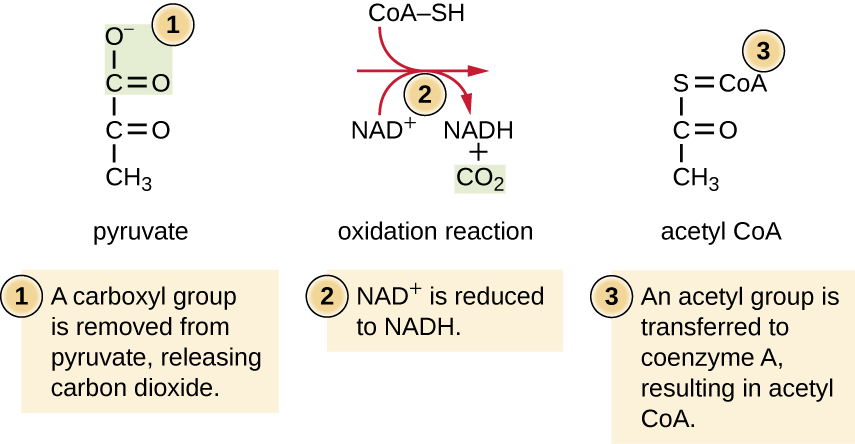 1
O⁻
C=O
C=O
CH₃
pyruvate
CoA–SH
2
NAD⁺ NADH
+
CO₂
oxidation reaction
3
S=CoA
C=O
CH₃
acetyl CoA
1 A carboxyl group
is removed from
pyruvate, releasing
carbon dioxide.
2 NAD⁺ is reduced
to NADH.
3 An acetyl group is
transferred to
coenzyme A,
resulting in acetyl
CoA.